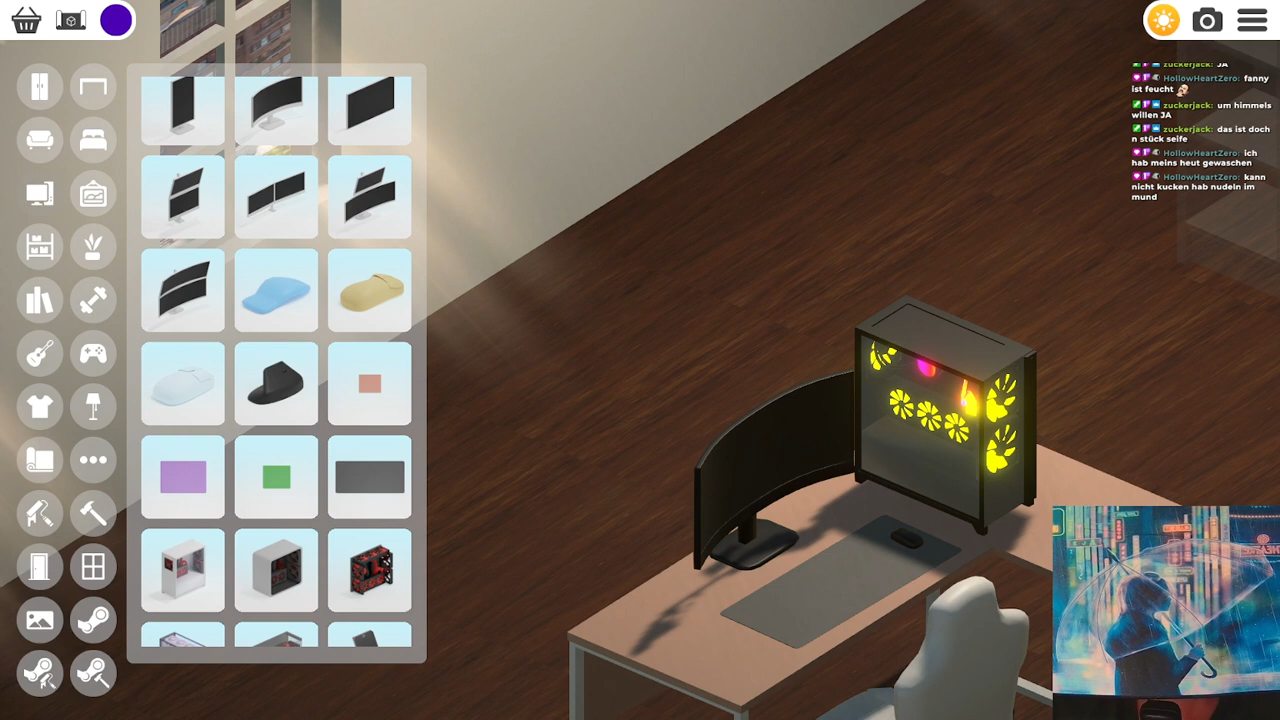 zuckerjack: JA
HollowHeartZero: fanny
ist feucht
zuckerjack: um himmels
willen JA
zuckerjack: das ist doch
n stück seife
HollowHeartZero: ich
hab meins heut gewaschen
HollowHeartZero: kann
nicht kucken hab nudeln im
mund